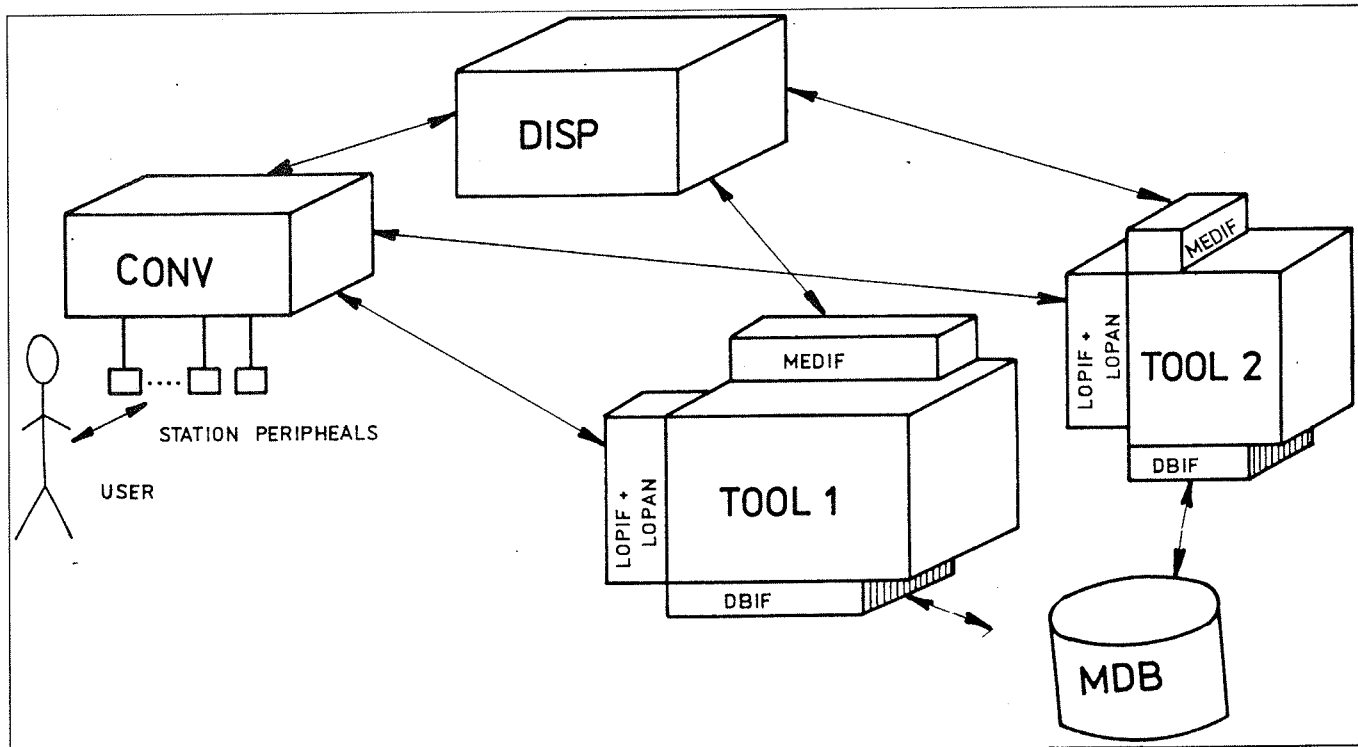 DISP
CONV
MEDIF
LOPIF +
LOPAN
TOOL 2
DBIF
MEDIF
STATION PERIPHEALS
USER
LOPIF +
LOPAN
TOOL 1
DBIF
MDB